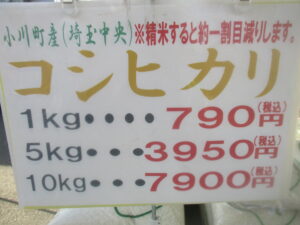 小川町産(埼玉中央)※精米すると約一割目減りします。
コシヒカリ
1kg・・・・790円(税込)
5kg・・・3950円(税込)
10kg・・・7900円(税込)